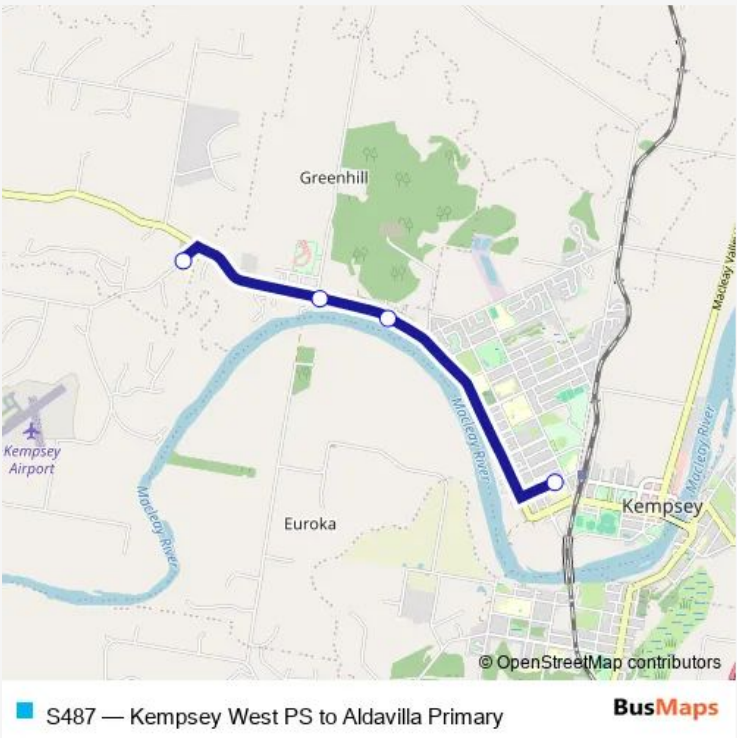 Greenhill
Macleay Valley
Kempsey
Airport
Macleay River
Macleay River
Macleay River
Kempsey
Euroka
© OpenStreetMap contributors
S487 — Kempsey West PS to Aldavilla Primary
BusMaps